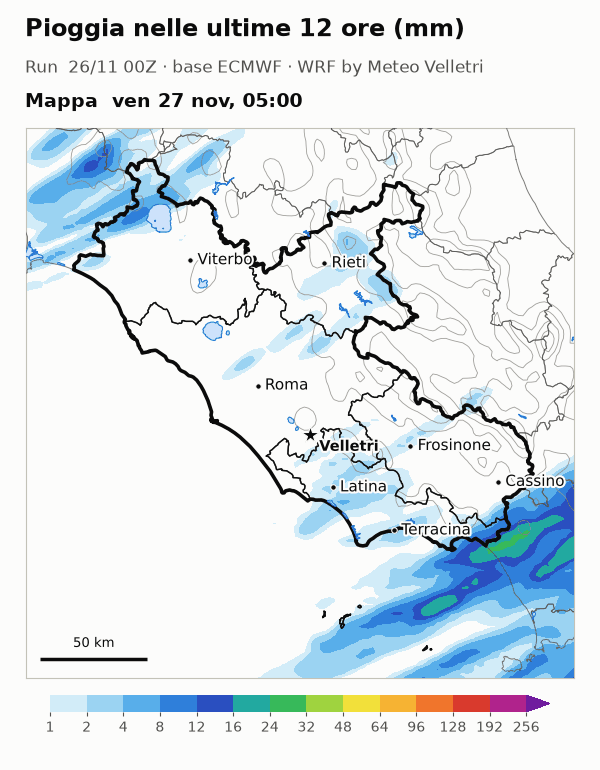 Pioggia nelle ultime 12 ore (mm)
Run 26/11 00Z · base ECMWF · WRF by Meteo Velletri
Mappa ven 27 nov, 05:00
Viterbo
Rieti
Roma
Velletri
Frosinone
Latina
Cassino
Terracina
50 km
1 2 4 8 12 16 24 32 48 64 96 128 192 256